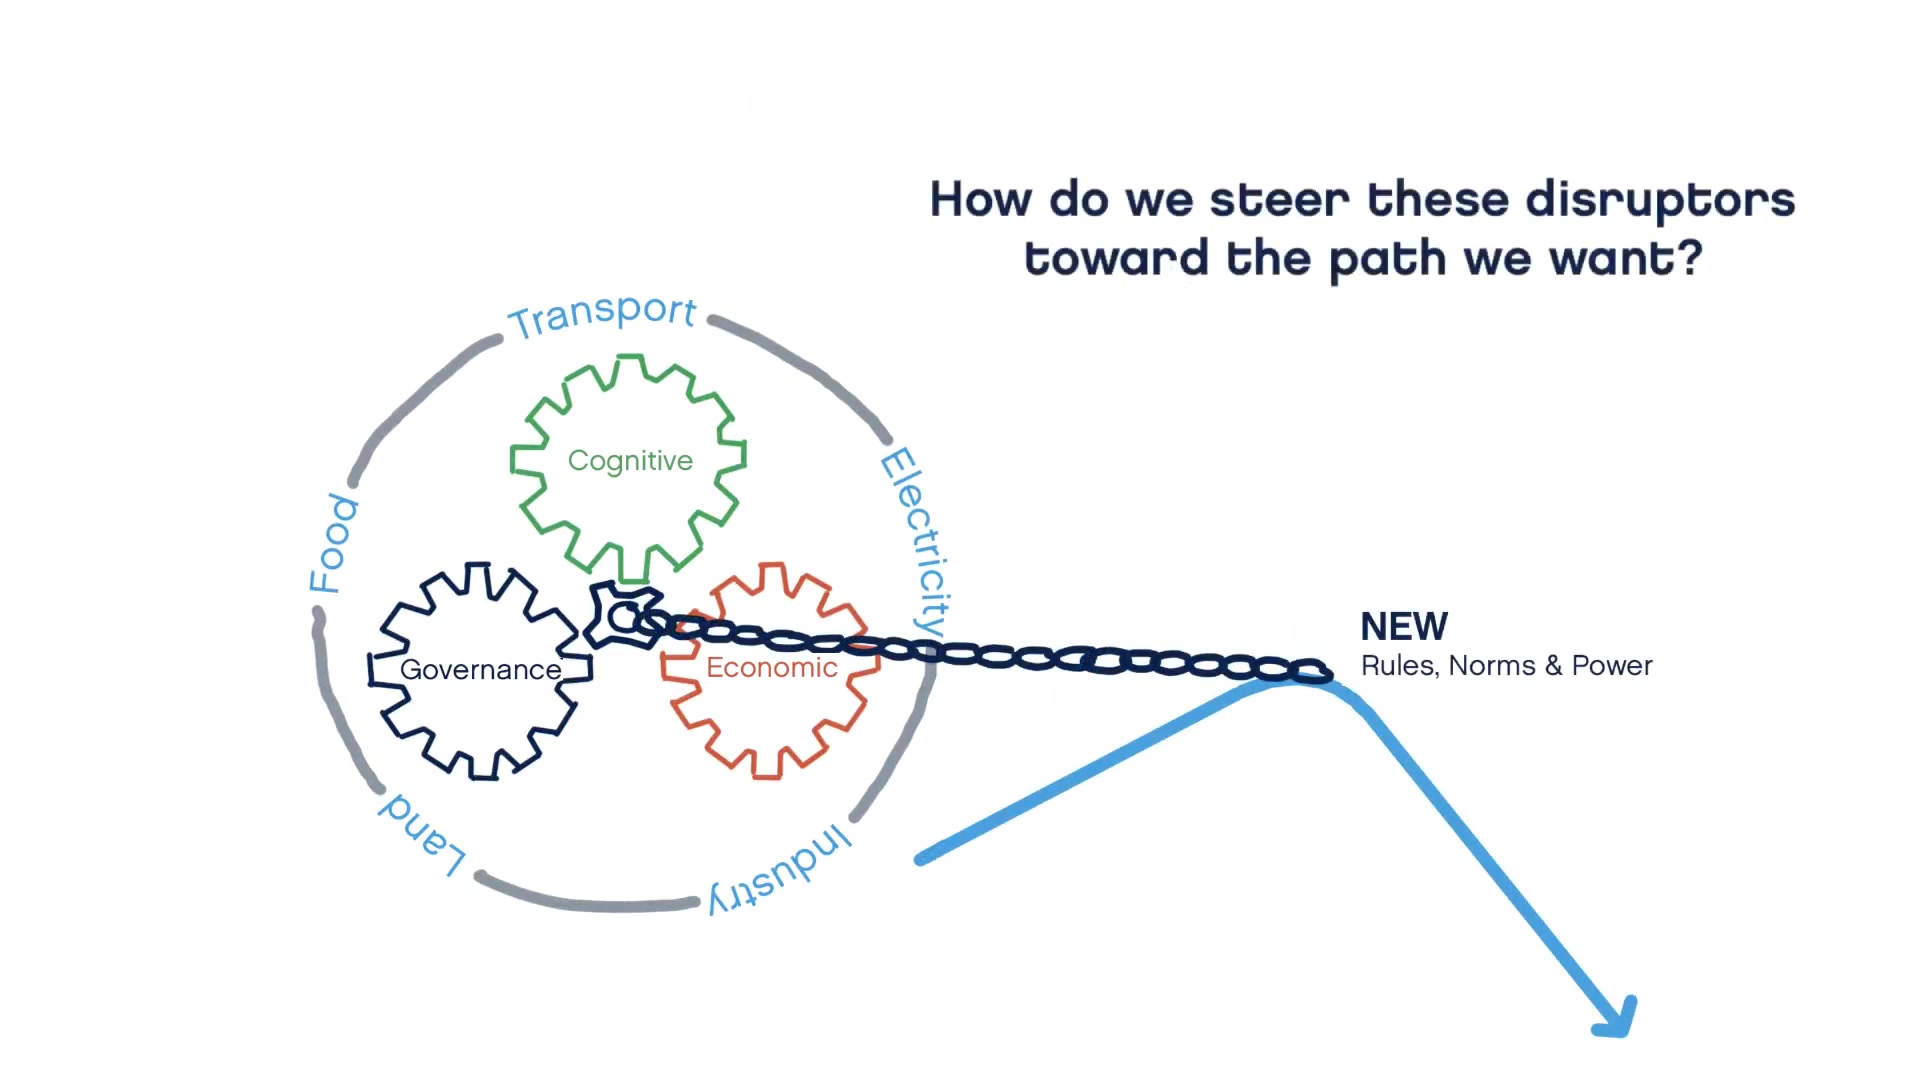 How do we steer these disruptors
toward the path we want?
Transport
Cognitive
Electricity
Food
Governance
Economic
NEW
Rules, Norms & Power
Land
Industry